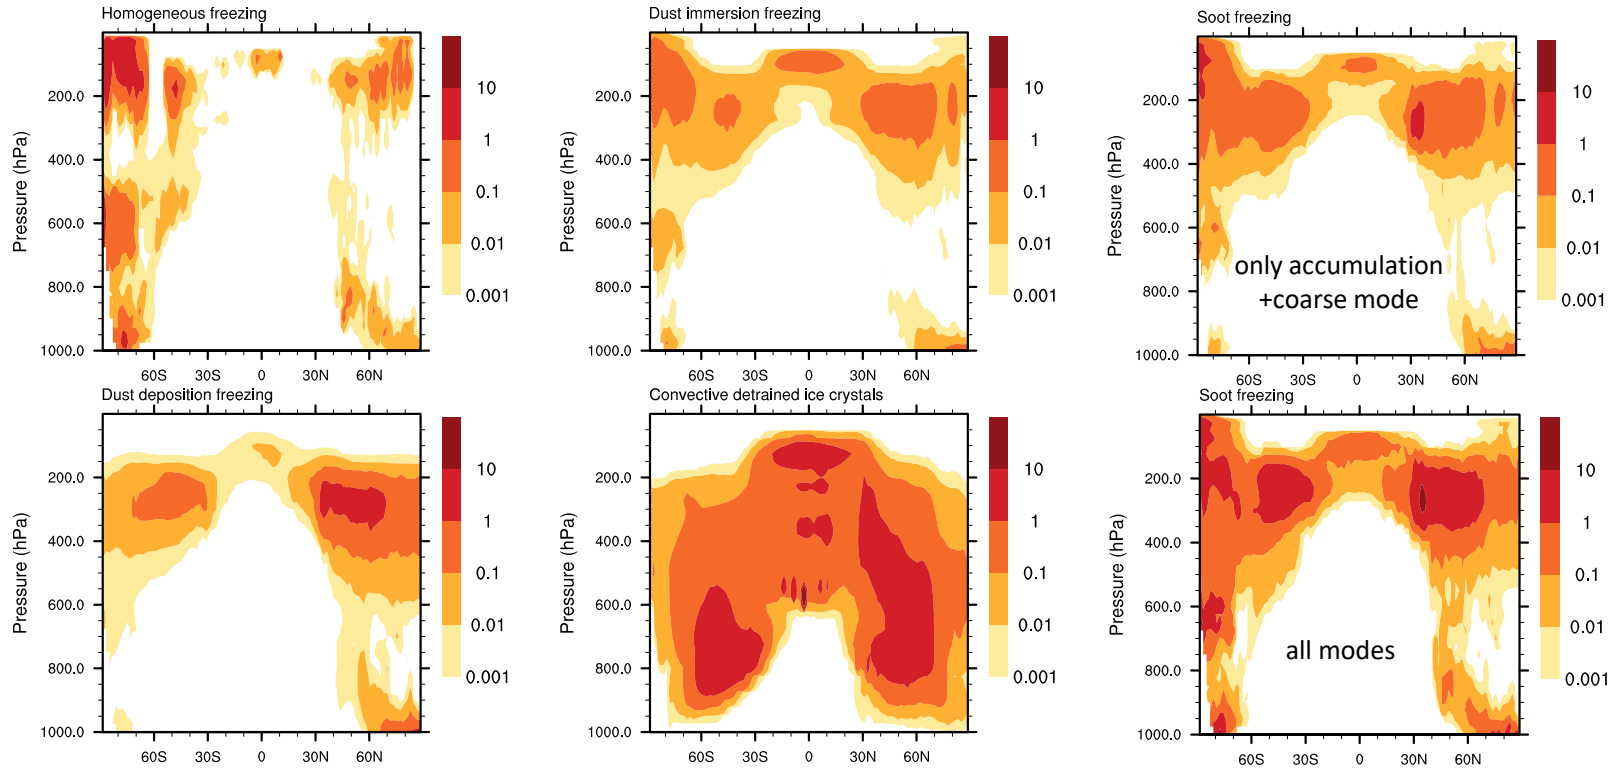 Homogeneous freezing
Pressure (hPa)
200.0
400.0
600.0
800.0
1000.0
60S 30S 0 30N 60N
10
1
0.1
0.01
0.001
Dust immersion freezing
Pressure (hPa)
200.0
400.0
600.0
800.0
1000.0
60S 30S 0 30N 60N
10
1
0.1
0.01
0.001
Soot freezing
Pressure (hPa)
200.0
400.0
600.0
800.0
1000.0
only accumulation
+coarse mode
60S 30S 0 30N 60N
10
1
0.1
0.01
0.001
Dust deposition freezing
Pressure (hPa)
200.0
400.0
600.0
800.0
1000.0
60S 30S 0 30N 60N
10
1
0.1
0.01
0.001
Convective detrained ice crystals
Pressure (hPa)
200.0
400.0
600.0
800.0
1000.0
60S 30S 0 30N 60N
10
1
0.1
0.01
0.001
Soot freezing
Pressure (hPa)
200.0
400.0
600.0
800.0
1000.0
all modes
60S 30S 0 30N 60N
10
1
0.1
0.01
0.001